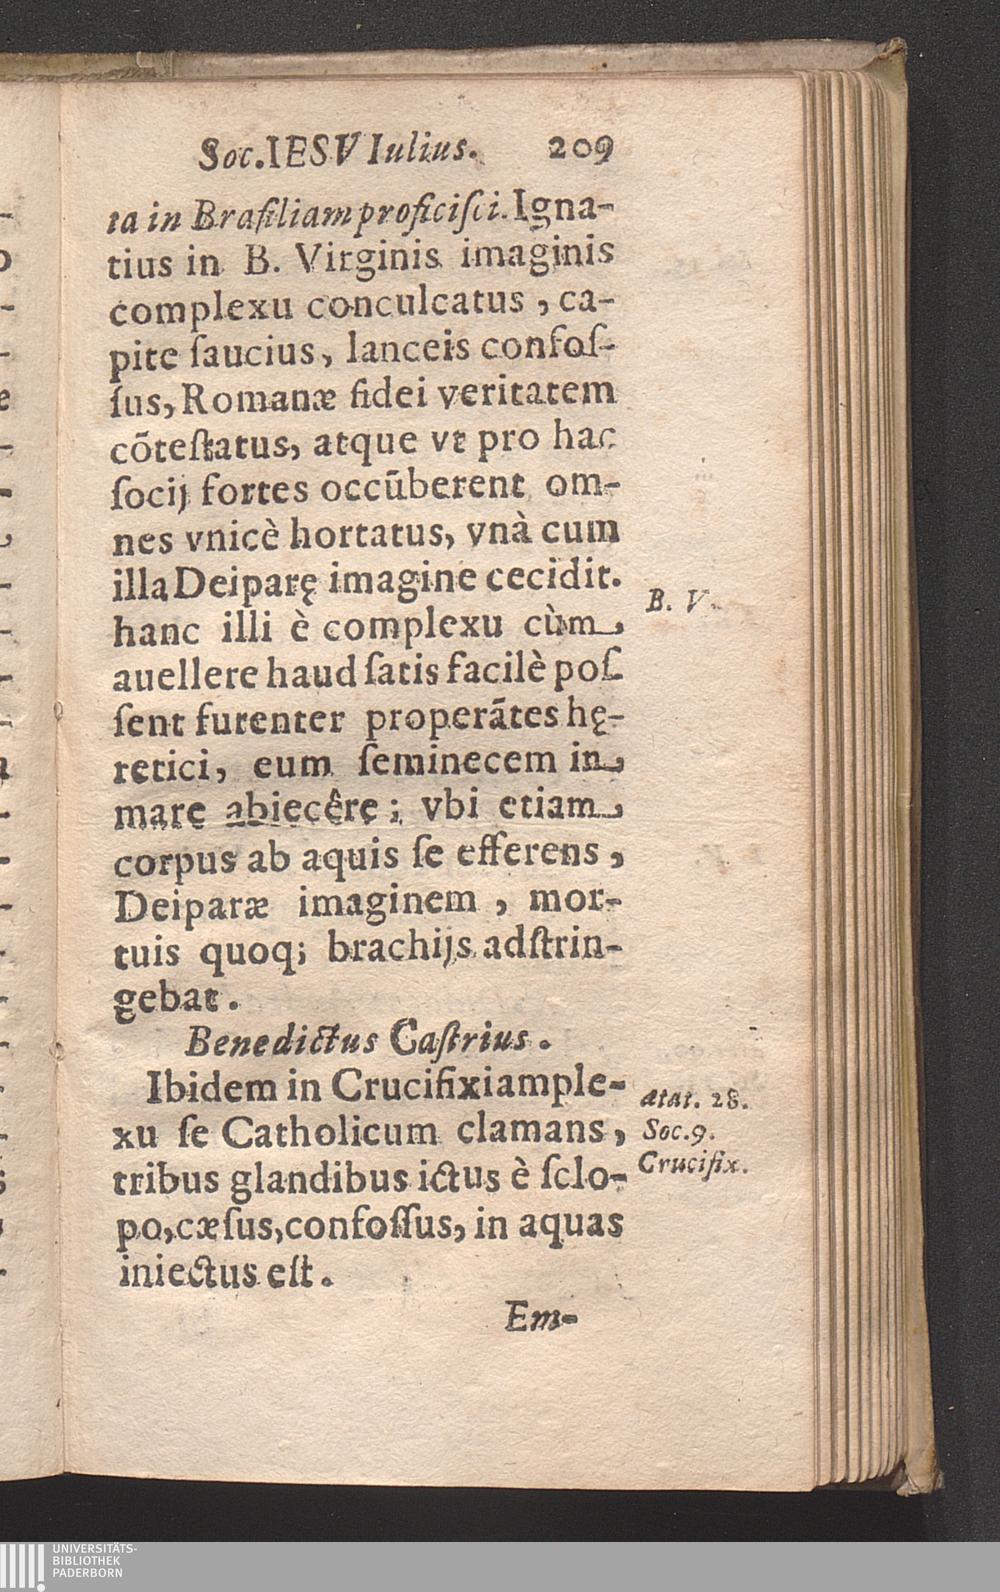 Soc. IESV Iulius. 209
ta in Brasiliam proficiſci. Igna-
tius in B. Virginis imaginis
complexu conculcatus, ca-
pite ſaucius, lanceis confoſ-
ſus, Romanæ fidei veritatem
cõteſtatus, atque vt pro hac
ſocij fortes occũberent om-
nes vnicè hortatus, vnà cum
illa Deiparę imagine cecidit.
hanc illi è complexu cùm
auellere haud ſatis facilè poſ
ſent furenter properãtes hę-
retici, eum ſeminecem in
mare abiecêre; vbi etiam
corpus ab aquis ſe efferens,
Deiparæ imaginem, mor-
tuis quoq; brachijs adſtrin-
gebat.
Benedictus Caſtrius.
Ibidem in Crucifixi ample-
xu ſe Catholicum clamans,
tribus glandibus ictus è ſclo-
po, cæſus, confoſſus, in aquas
iniectus eſt.
Em-
B. V.
ætat. 28.
Soc. 9.
Crucifix.
UNIVERSITÄTS-
BIBLIOTHEK
PADERBORN